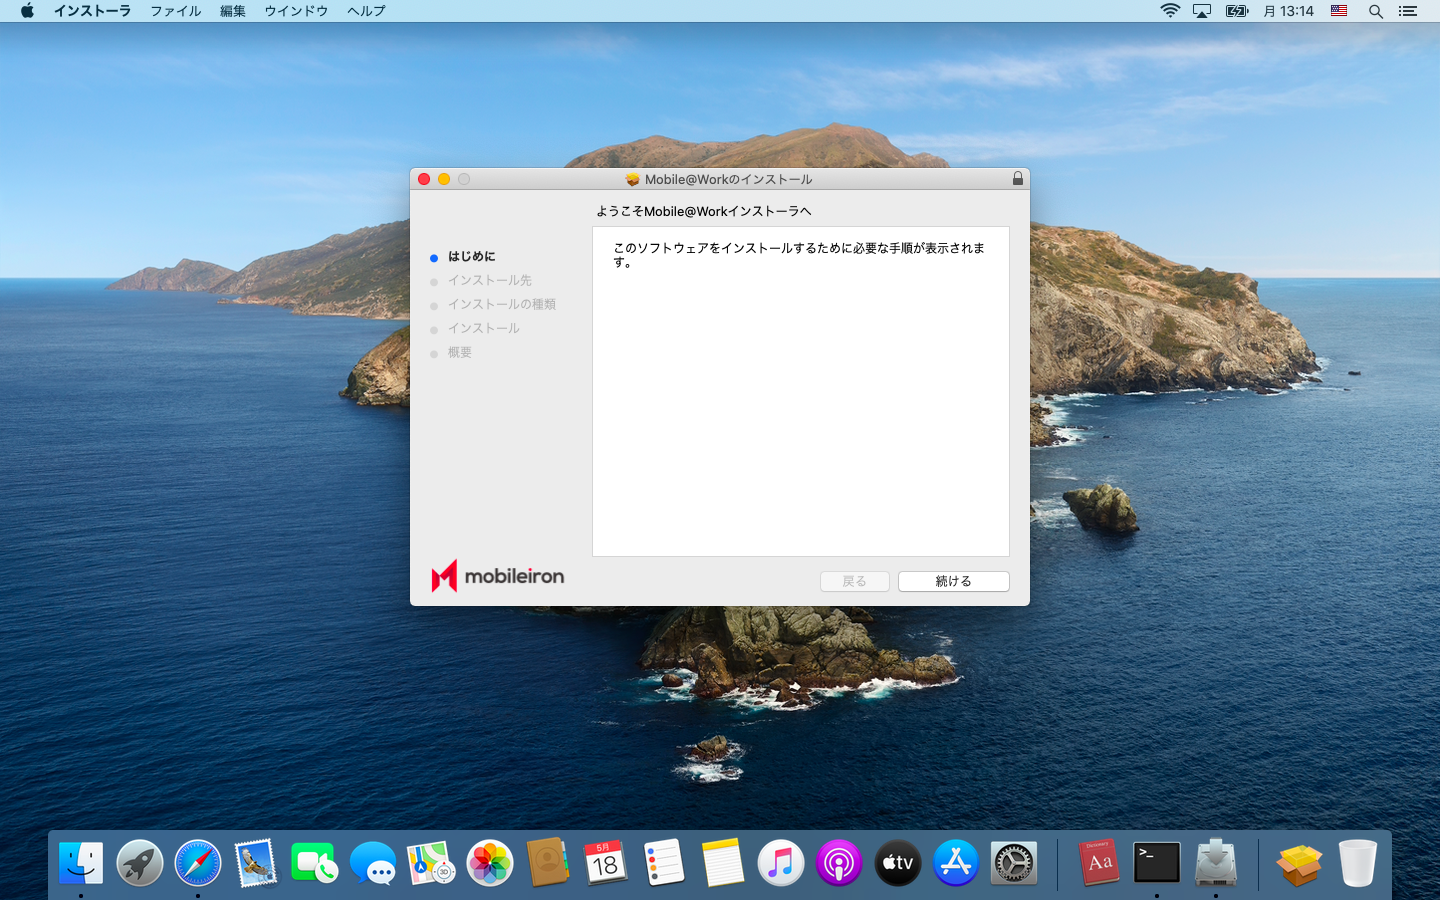 インストーラ ファイル 編集 ウインドウ ヘルプ 月 13:14
Mobile@Workのインストール
ようこそMobile@Workインストーラへ
はじめに
インストール先
インストールの種類
インストール
概要
このソフトウェアをインストールするために必要な手順が表示されま
す。
mobileiron
戻る 続ける
5月
18
3D
tv
Dictionary
Aa
>_